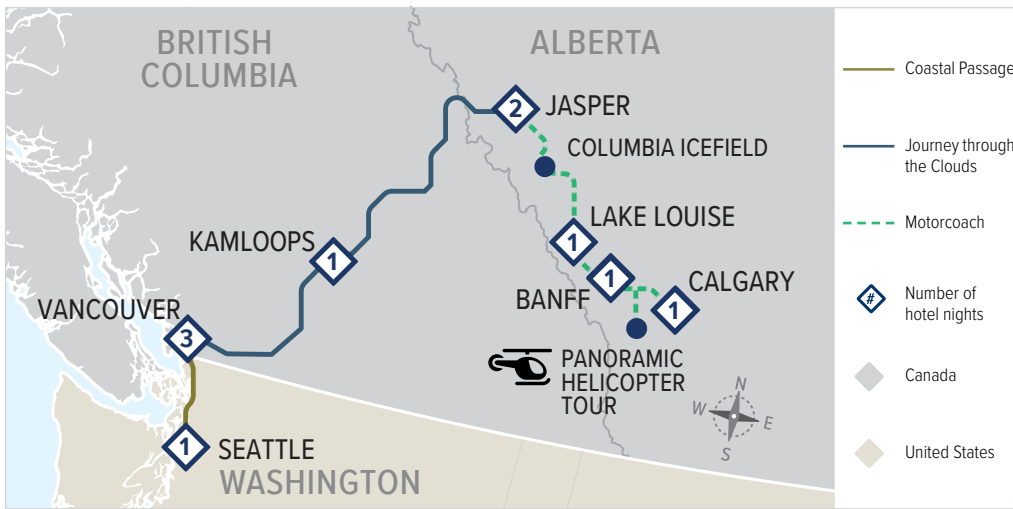 BRITISH
COLUMBIA
ALBERTA
2
JASPER
COLUMBIA ICEFIELD
LAKE LOUISE
1
KAMLOOPS
1
1
BANFF
CALGARY
1
VANCOUVER
3
PANORAMIC
HELICOPTER
TOUR
N
W
E
S
1
SEATTLE
WASHINGTON
Coastal Passage
Journey through
the Clouds
Motorcoach
#
Number of
hotel nights
Canada
United States